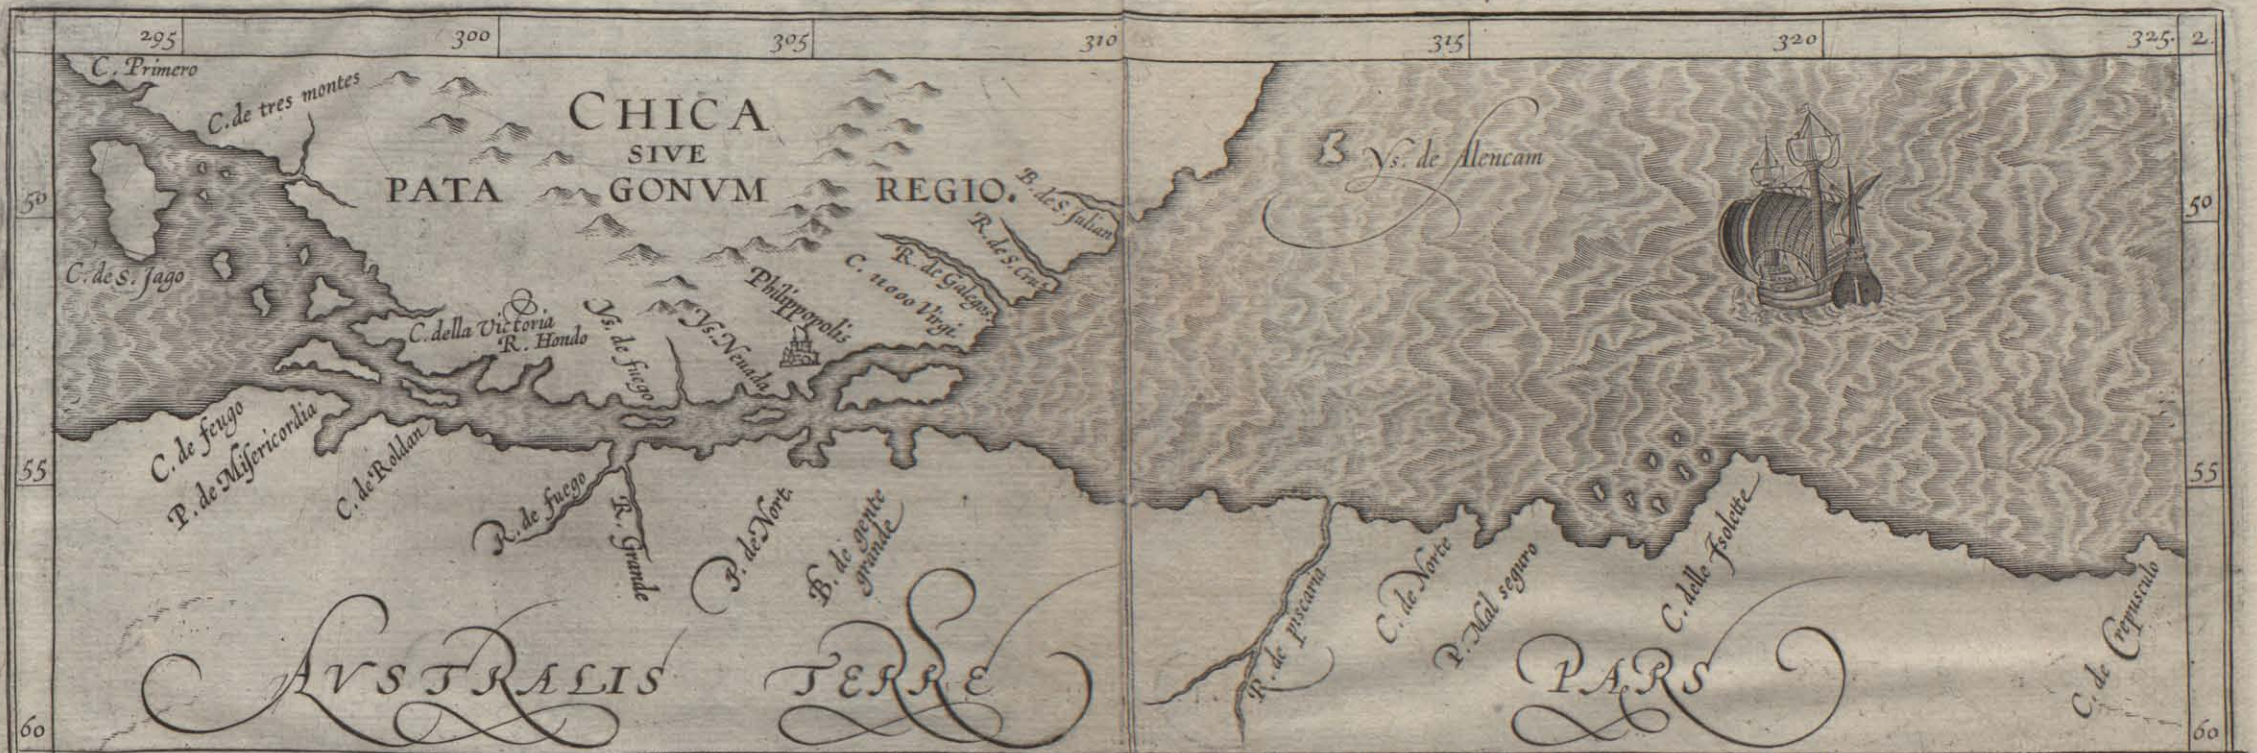 295 300 305 310 315 320 325. 2.
C. Primero
C. de tres montes
CHICA
SIVE
PATA GONVM REGIO.
B. de S. Julian
R. de S. Cruc
R. de Galegos
C. 11000 Virgi
Ys. de Alencam
50
50
C. de S. Jago
C. della Victoria
R. Hondo
Ys. de fuego
Ys. Neuada
Philippopolis
55
55
C. de feugo
P. de Misericordia
C. de Roldan
R. de fuego
R. Grande
P. de Nort.
B. de gente
grande
R. de piscaria
C. de Norte
P. Mal seguro
C. delle Isolette
C. de Crepusculo
AVSTRALIS TERRE PARS
60
60